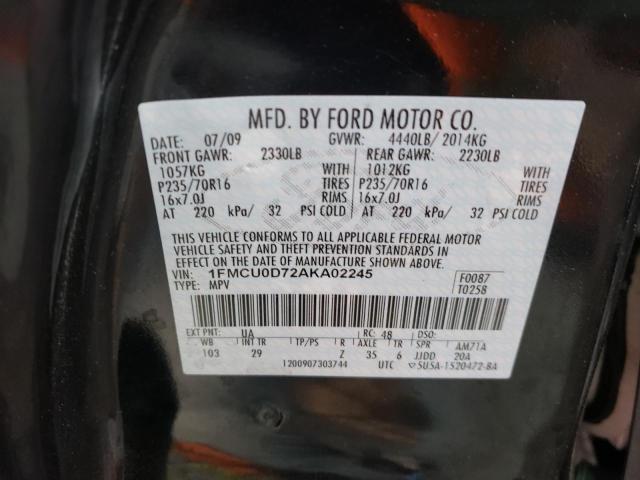 MFD. BY FORD MOTOR CO.
DATE: 07/09 GVWR: 4440LB/ 2014KG
FRONT GAWR: 2330LB REAR GAWR: 2230LB
1057KG WITH 1012KG WITH
P235/70R16 TIRES P235/70R16 TIRES
16x7.0J RIMS 16x7.0J RIMS
AT 220 kPa/ 32 PSI COLD AT 220 kPa/ 32 PSI COLD
THIS VEHICLE CONFORMS TO ALL APPLICABLE FEDERAL MOTOR
VEHICLE SAFETY AND THEFT PREVENTION STANDARDS IN
EFFECT ON THE DATE OF MANUFACTURE SHOWN ABOVE.
VIN: 1FMCU0D72AKA02245 F0087
TYPE: MPV T0258
EXT PNT: UA RC: 48 DSO:
WB INT TR TP/PS R AXLE TR SPR AM71A
103 29 Z 35 6 JJDD 20A
1200907303744 UTC 5U5A-1520472-BA